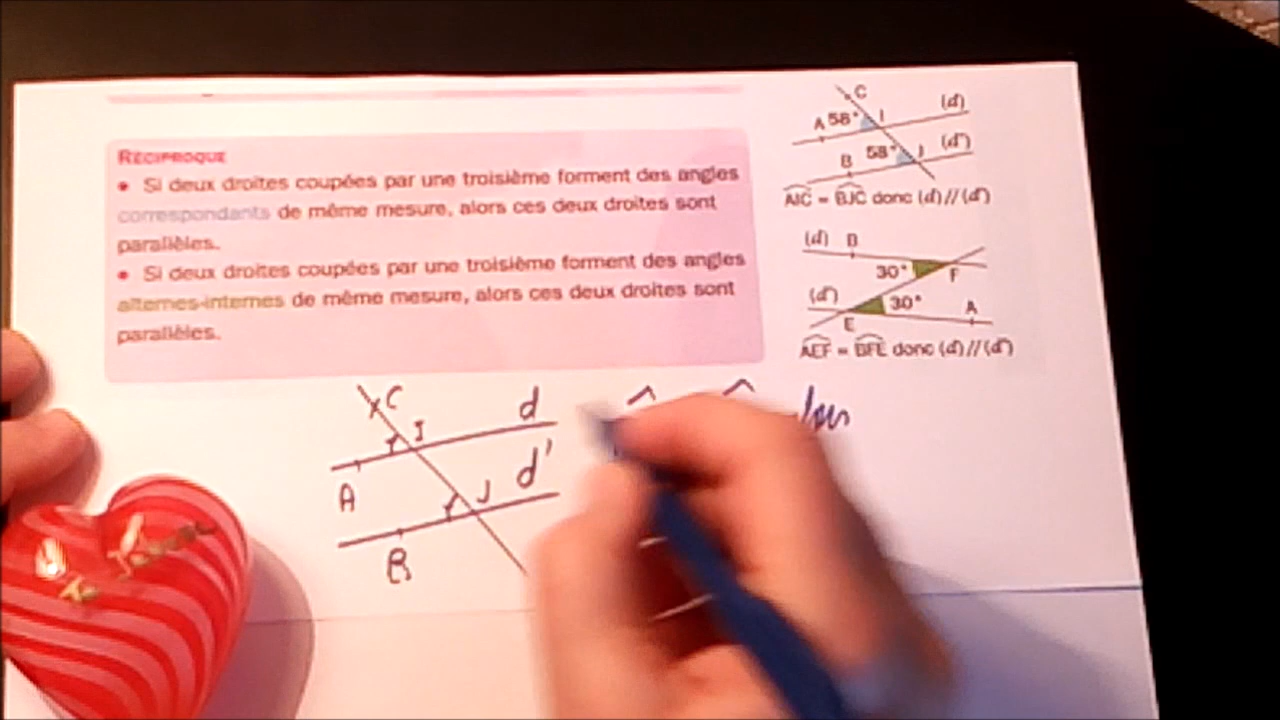 RÉCIPROQUE
• Si deux droites coupées par une troisième forment des angles
correspondants de même mesure, alors ces deux droites sont
parallèles.
• Si deux droites coupées par une troisième forment des angles
alternes-internes de même mesure, alors ces deux droites sont
parallèles.
C
A 58° I (d)
B 58° J (d')
AIC = BJC donc (d)//(d')
(d) B
30° F
(d') 30° A
E
AEF = BFE donc (d)//(d')
C
I d
A J d'
B